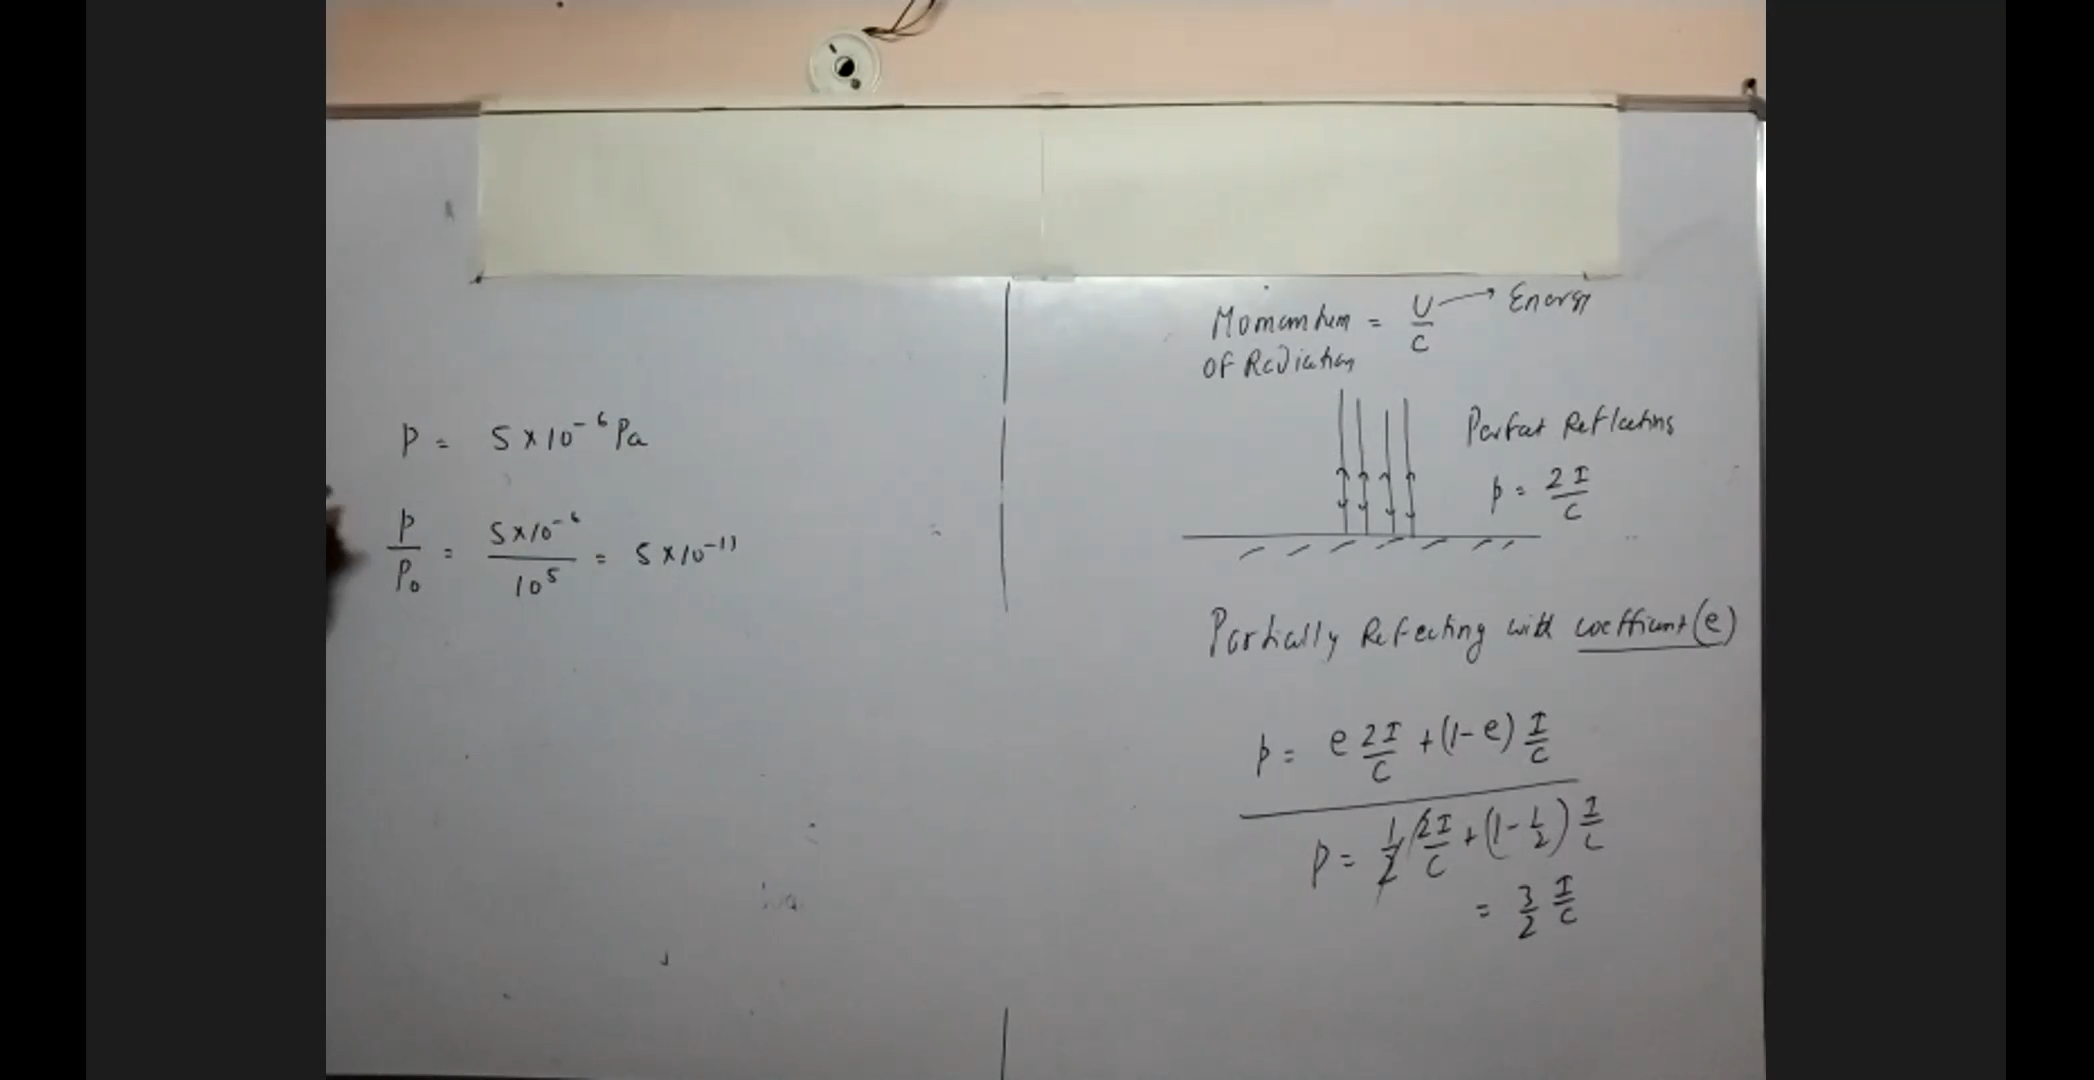 P = 5 × 10⁻⁶ Pa
P/P₀ = 5 × 10⁻⁶/10⁵ = 5 × 10⁻¹¹
Momentum = U/C → Energy
OF Radiation
Perfect Reflecting
P = 2I/C
Partially Reflecting with coefficient (e)
P = e 2I/C + (1-e) I/C
P = 1/2 2I/C + (1 - 1/2) I/C
= 3/2 I/C